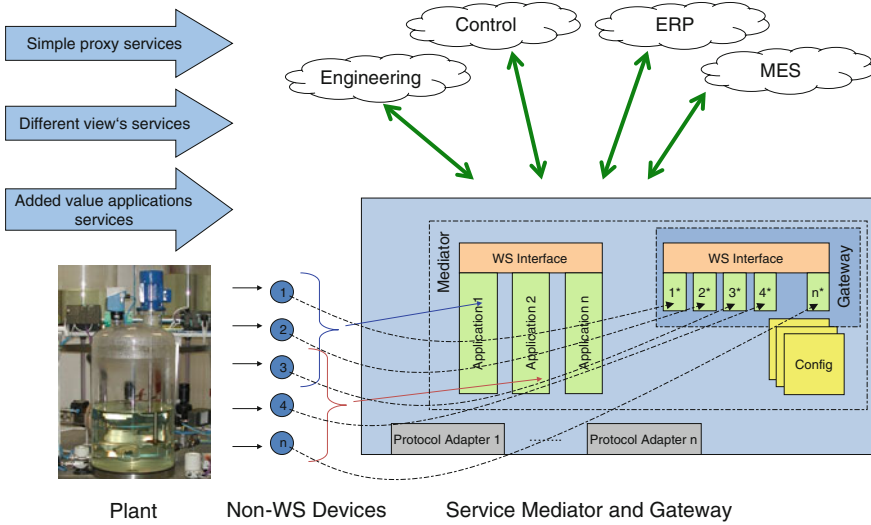 Simple proxy services
Different view's services
Added value applications
services
Control
ERP
Engineering
MES
Mediator
WS Interface
Application 1
Application 2
Application n
WS Interface
1*
2*
3*
4*
n*
Gateway
Config
1
2
3
4
n
Protocol Adapter 1
........
Protocol Adapter n
Plant
Non-WS Devices
Service Mediator and Gateway